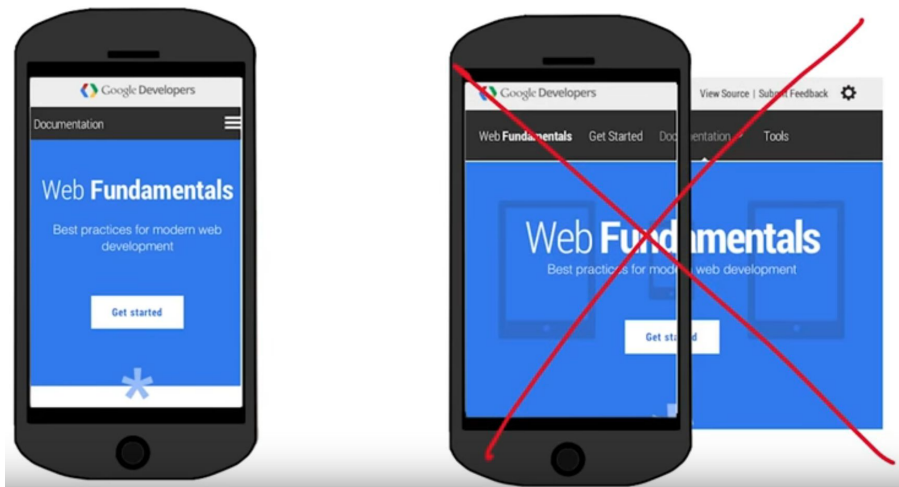 Google Developers
Documentation
Web Fundamentals
Best practices for modern web
development
Get started
Google Developers
View Source | Submit Feedback
Web Fundamentals Get Started Documentation Tools
Web Fundamentals
Best practices for modern web development
Get started